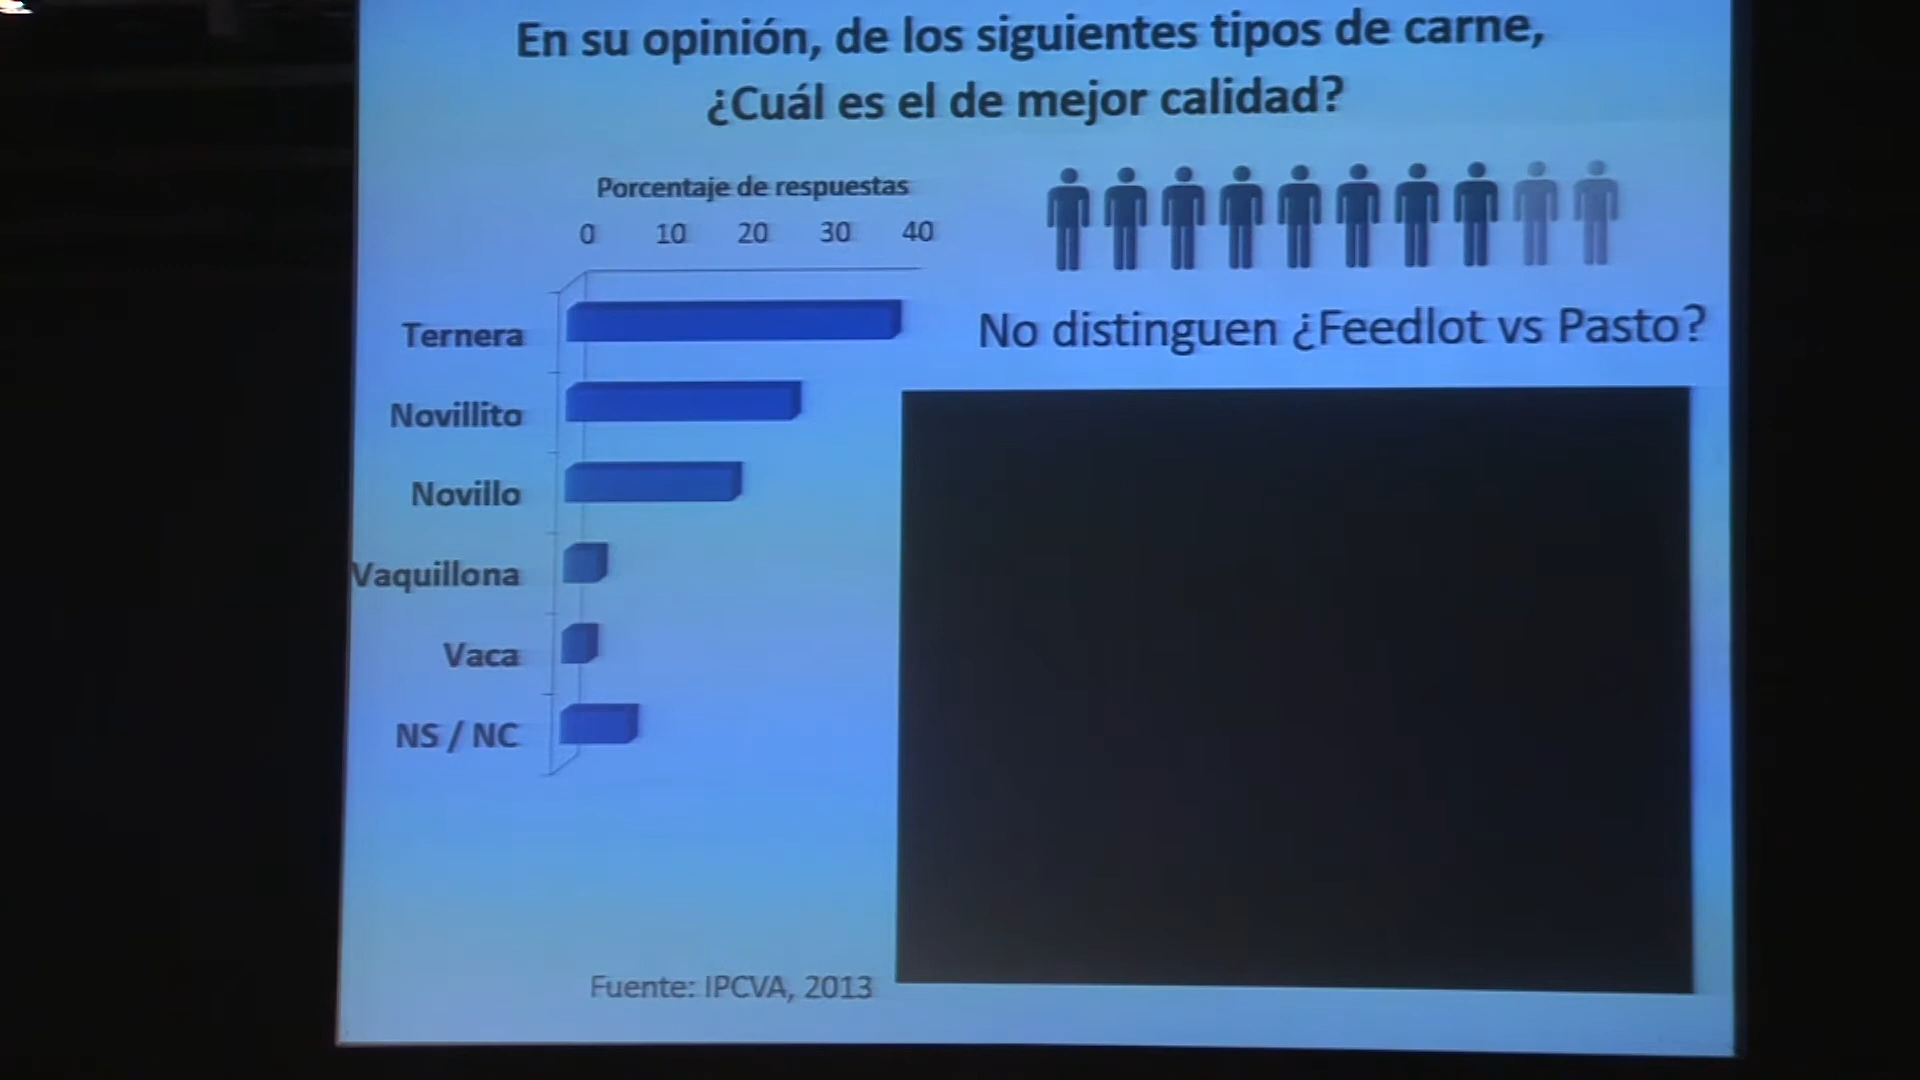 En su opinión, de los siguientes tipos de carne,
¿Cuál es el de mejor calidad?
Porcentaje de respuestas
0 10 20 30 40
Ternera
Novillito
Novillo
Vaquillona
Vaca
NS / NC
No distinguen ¿Feedlot vs Pasto?
Fuente: IPCVA, 2013